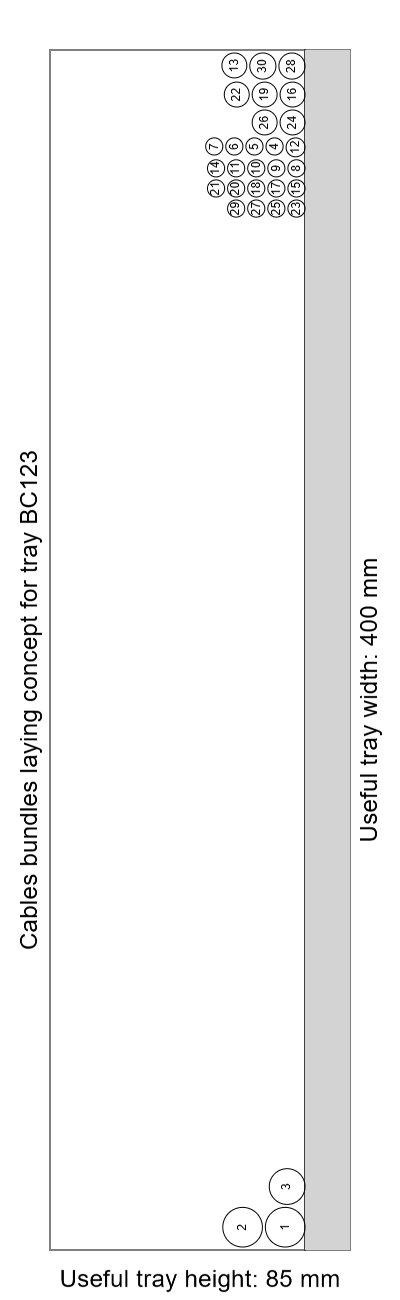 Cables bundles laying concept for tray BC123
13 30 28
22 19 16
26 24
7 6 5 4 12
14 11 10 9 8
21 20 18 17 15
29 27 25 23
3
2 1
Useful tray width: 400 mm
Useful tray height: 85 mm